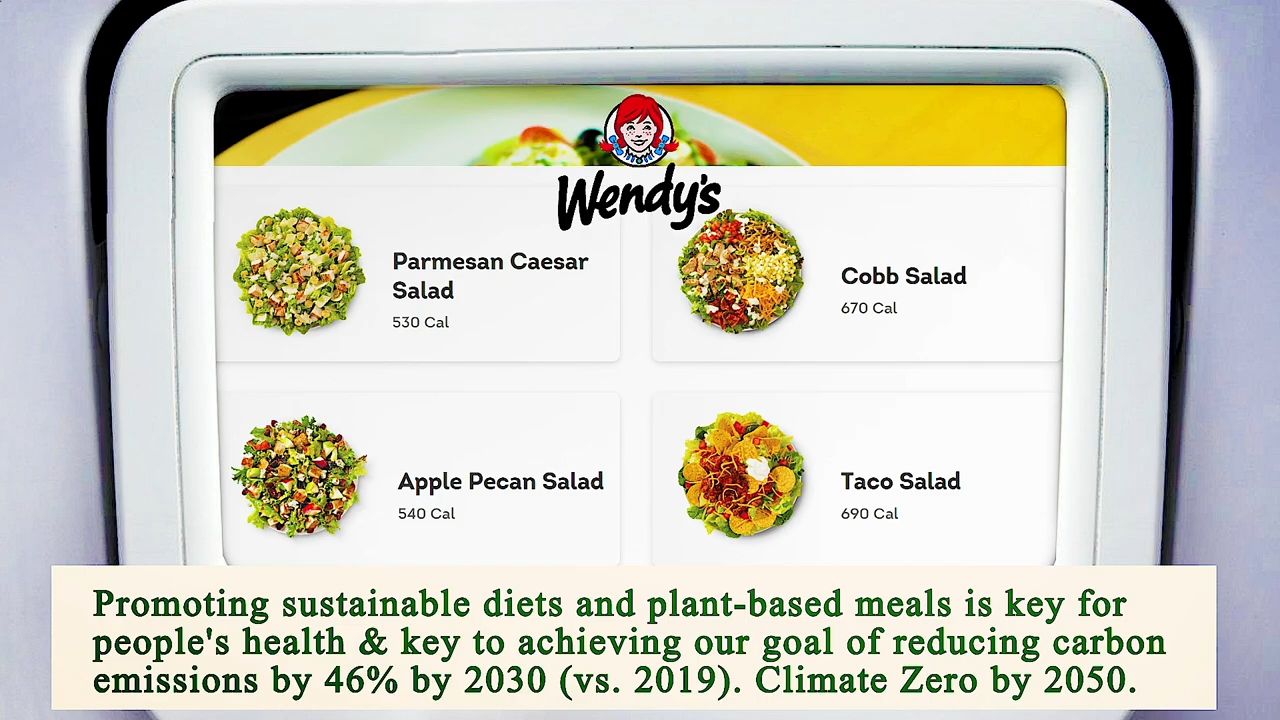 Wendy's
Parmesan Caesar
Salad
530 Cal
Cobb Salad
670 Cal
Apple Pecan Salad
540 Cal
Taco Salad
690 Cal
Promoting sustainable diets and plant-based meals is key for
people's health & key to achieving our goal of reducing carbon
emissions by 46% by 2030 (vs. 2019). Climate Zero by 2050.